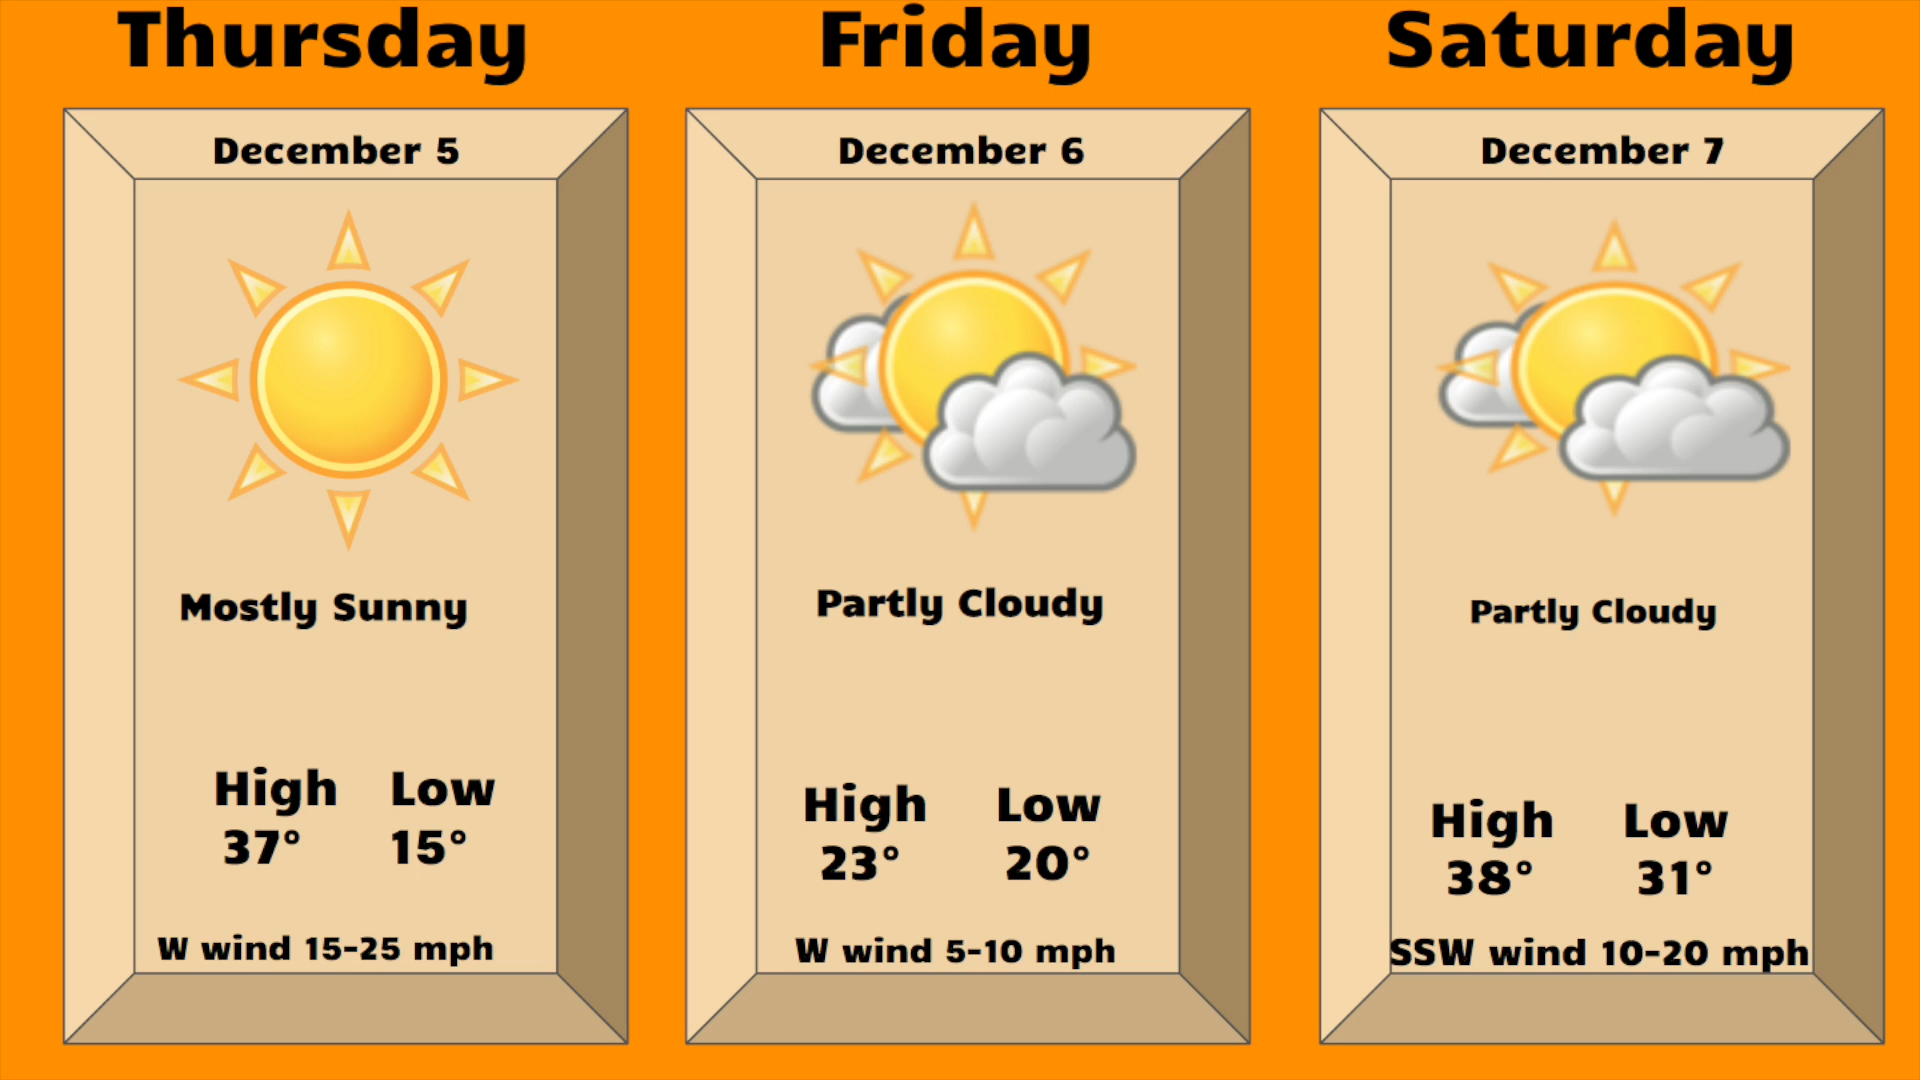 Thursday
December 5
Mostly Sunny
High Low
37° 15°
W wind 15-25 mph
Friday
December 6
Partly Cloudy
High Low
23° 20°
W wind 5-10 mph
Saturday
December 7
Partly Cloudy
High Low
38° 31°
SSW wind 10-20 mph